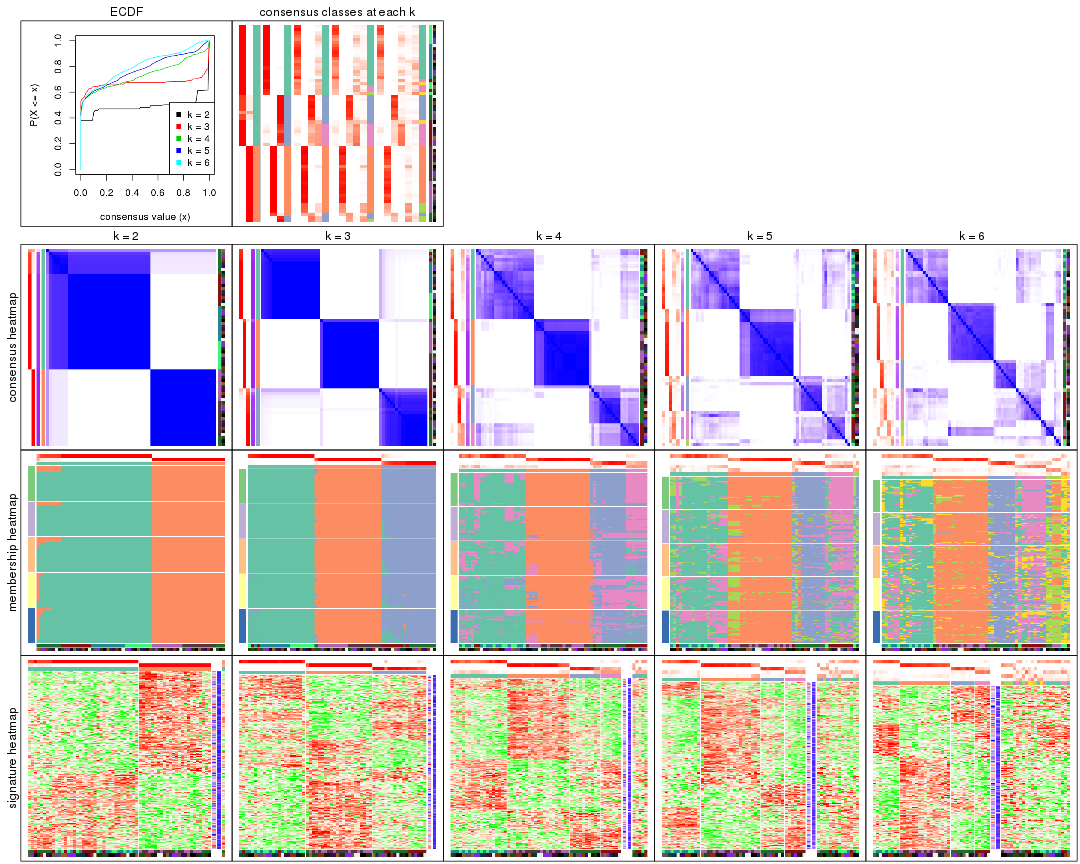 ECDF
consensus classes at each k
P(X <= x)
1.0
0.8
0.6
0.4
0.2
0.0
k = 2
k = 3
k = 4
k = 5
k = 6
0.0 0.2 0.4 0.6 0.8 1.0
consensus value (x)
k = 2
k = 3
k = 4
k = 5
k = 6
consensus heatmap
membership heatmap
signature heatmap